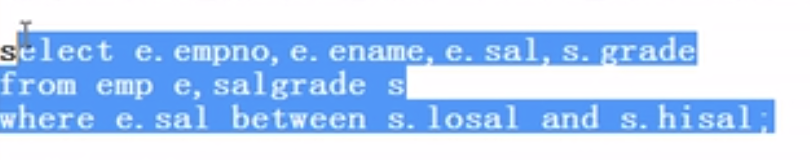 select e.empno,e.ename,e.sal,s.grade
from emp e,salgrade s
where e.sal between s.losal and s.hisal;